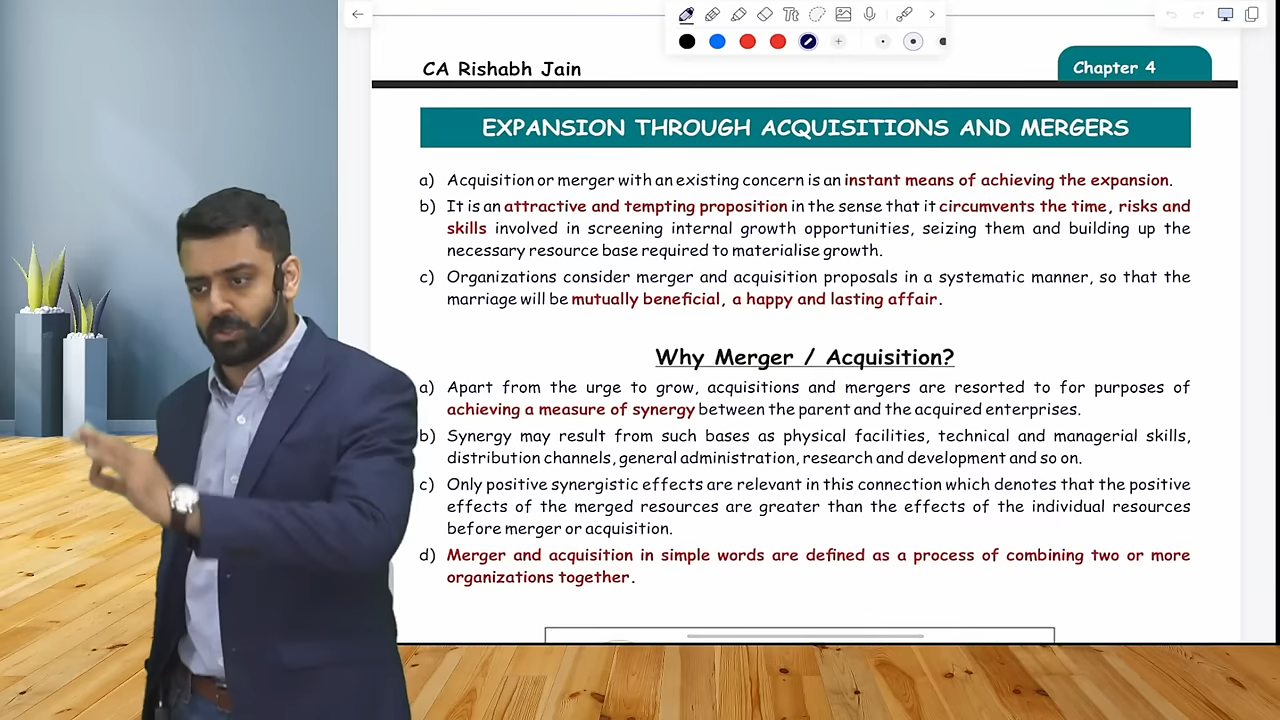 CA Rishabh Jain
Chapter 4
EXPANSION THROUGH ACQUISITIONS AND MERGERS
a) Acquisition or merger with an existing concern is an instant means of achieving the expansion.
b) It is an attractive and tempting proposition in the sense that it circumvents the time, risks and
skills involved in screening internal growth opportunities, seizing them and building up the
necessary resource base required to materialise growth.
c) Organizations consider merger and acquisition proposals in a systematic manner, so that the
marriage will be mutually beneficial, a happy and lasting affair.
Why Merger / Acquisition?
a) Apart from the urge to grow, acquisitions and mergers are resorted to for purposes of
achieving a measure of synergy between the parent and the acquired enterprises.
b) Synergy may result from such bases as physical facilities, technical and managerial skills,
distribution channels, general administration, research and development and so on.
c) Only positive synergistic effects are relevant in this connection which denotes that the positive
effects of the merged resources are greater than the effects of the individual resources
before merger or acquisition.
d) Merger and acquisition in simple words are defined as a process of combining two or more
organizations together.